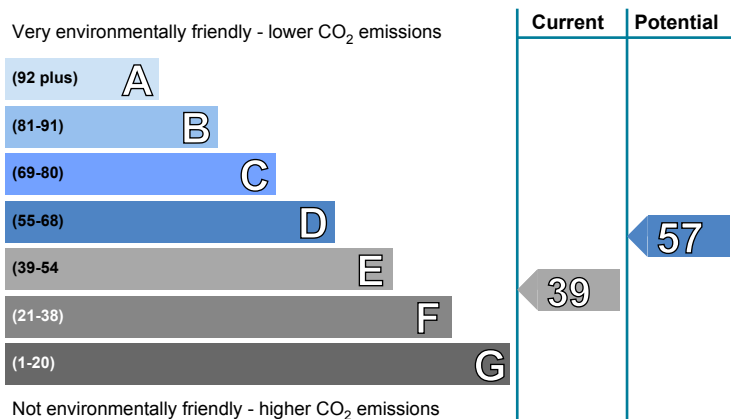 Very environmentally friendly - lower CO2 emissions
Current
Potential
(92 plus) A
(81-91) B
(69-80) C
(55-68) D
57
(39-54 E
39
(21-38) F
(1-20) G
Not environmentally friendly - higher CO2 emissions